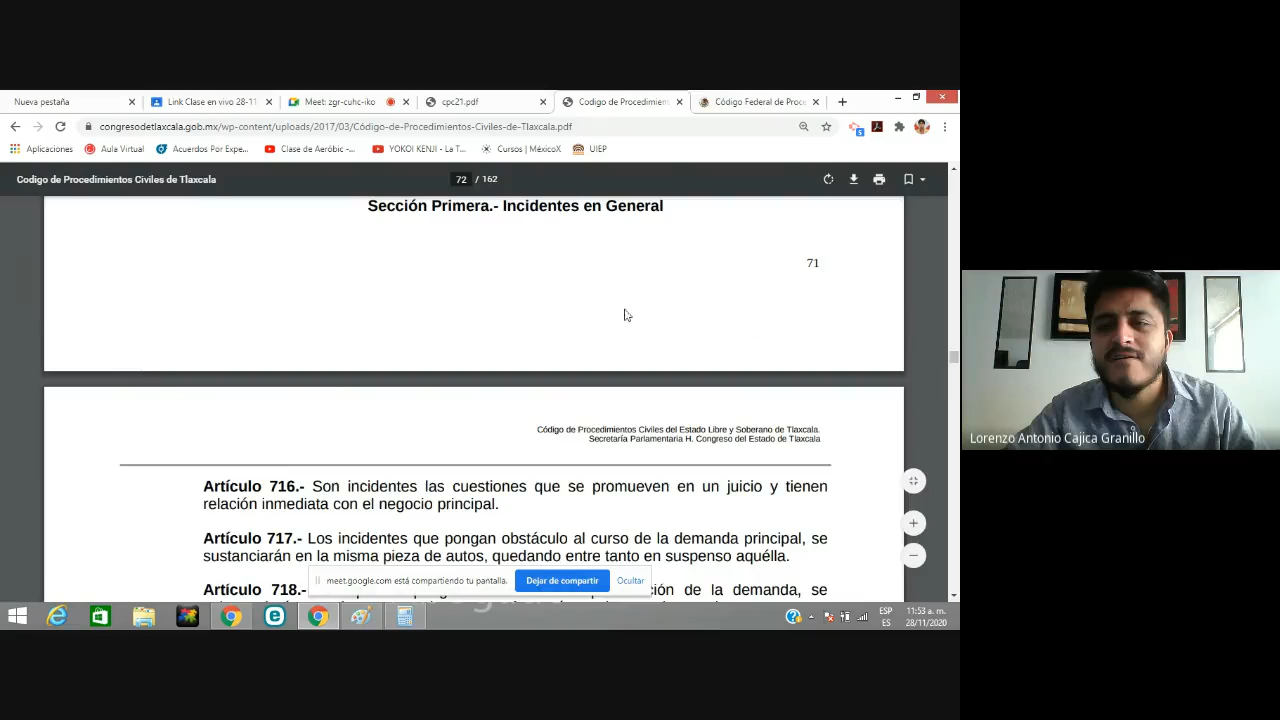 Nueva pestaña
Link Clase en vivo 28-11
Meet: zgr-cuhc-iko
cpc21.pdf
Codigo de Procedimien
Código Federal de Proce
congresodetlaxcala.gob.mx/wp-content/uploads/2017/03/Código-de-Procedimientos-Civiles-de-Tlaxcala.pdf
5
Aplicaciones
Aula Virtual
Acuerdos Por Expe...
Clase de Aeróbic -...
YOKOI KENJI - La T...
Cursos | MéxicoX
UIEP
Codigo de Procedimientos Civiles de Tlaxcala
72 / 162
Sección Primera.- Incidentes en General
71
Código de Procedimientos Civiles del Estado Libre y Soberano de Tlaxcala.
Secretaría Parlamentaria H. Congreso del Estado de Tlaxcala
Artículo 716.- Son incidentes las cuestiones que se promueven en un juicio y tienen
relación inmediata con el negocio principal.
Artículo 717.- Los incidentes que pongan obstáculo al curso de la demanda principal, se
sustanciarán en la misma pieza de autos, quedando entre tanto en suspenso aquélla.
Artículo 718.- ción de la demanda, se
meet.google.com está compartiendo tu pantalla.
Dejar de compartir
Ocultar
Lorenzo Antonio Cajica Granillo
ESP
ES
11:53 a. m.
28/11/2020